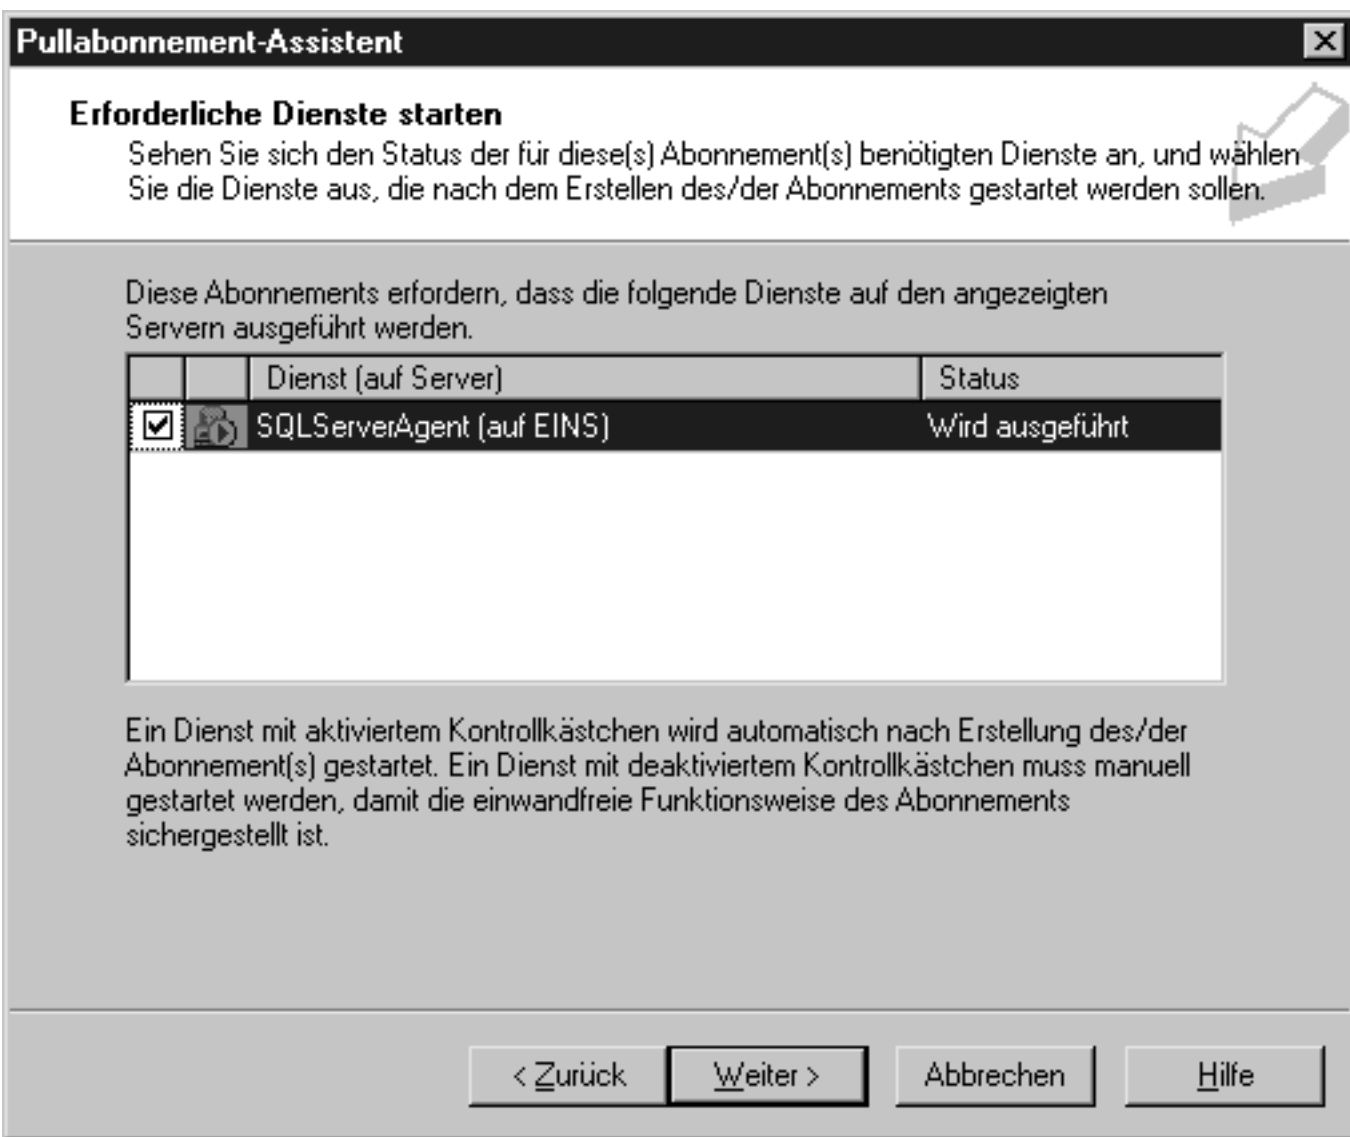 Pullabonnement-Assistent
Erforderliche Dienste starten
Sehen Sie sich den Status der für diese(s) Abonnement(s) benötigten Dienste an, und wählen
Sie die Dienste aus, die nach dem Erstellen des/der Abonnements gestartet werden sollen.
Diese Abonnements erfordern, dass die folgende Dienste auf den angezeigten
Servern ausgeführt werden.
Dienst (auf Server) Status
SQLServerAgent (auf EINS) Wird ausgeführt
Ein Dienst mit aktiviertem Kontrollkästchen wird automatisch nach Erstellung des/der
Abonnement(s) gestartet. Ein Dienst mit deaktiviertem Kontrollkästchen muss manuell
gestartet werden, damit die einwandfreie Funktionsweise des Abonnements
sichergestellt ist.
< Zurück Weiter > Abbrechen Hilfe